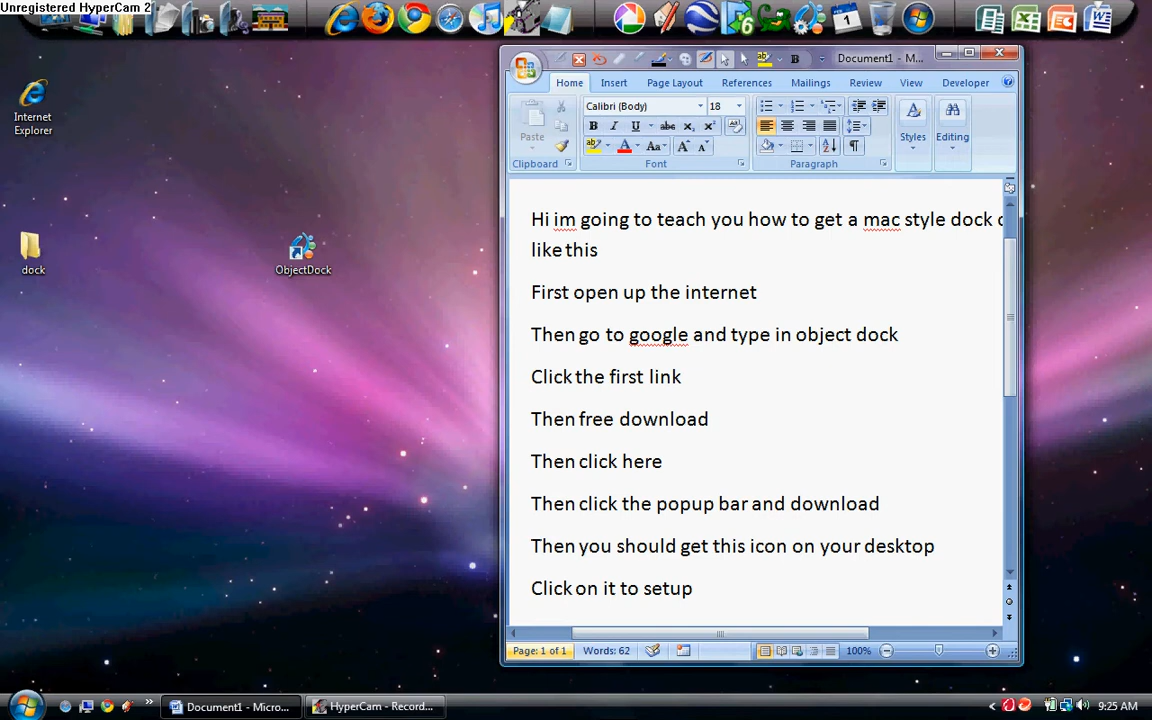 Unregistered HyperCam 2
Internet
Explorer
dock
ObjectDock
Document1 - M...
Home Insert Page Layout References Mailings Review View Developer
Paste
Calibri (Body) 18
B I U abc x₂ x²
Aa
Styles
Editing
Clipboard Font Paragraph
Hi im going to teach you how to get a mac style dock
like this
First open up the internet
Then go to google and type in object dock
Click the first link
Then free download
Then click here
Then click the popup bar and download
Then you should get this icon on your desktop
Click on it to setup
Page: 1 of 1 Words: 62 100%
Document1 - Micro...
HyperCam - Record...
9:25 AM